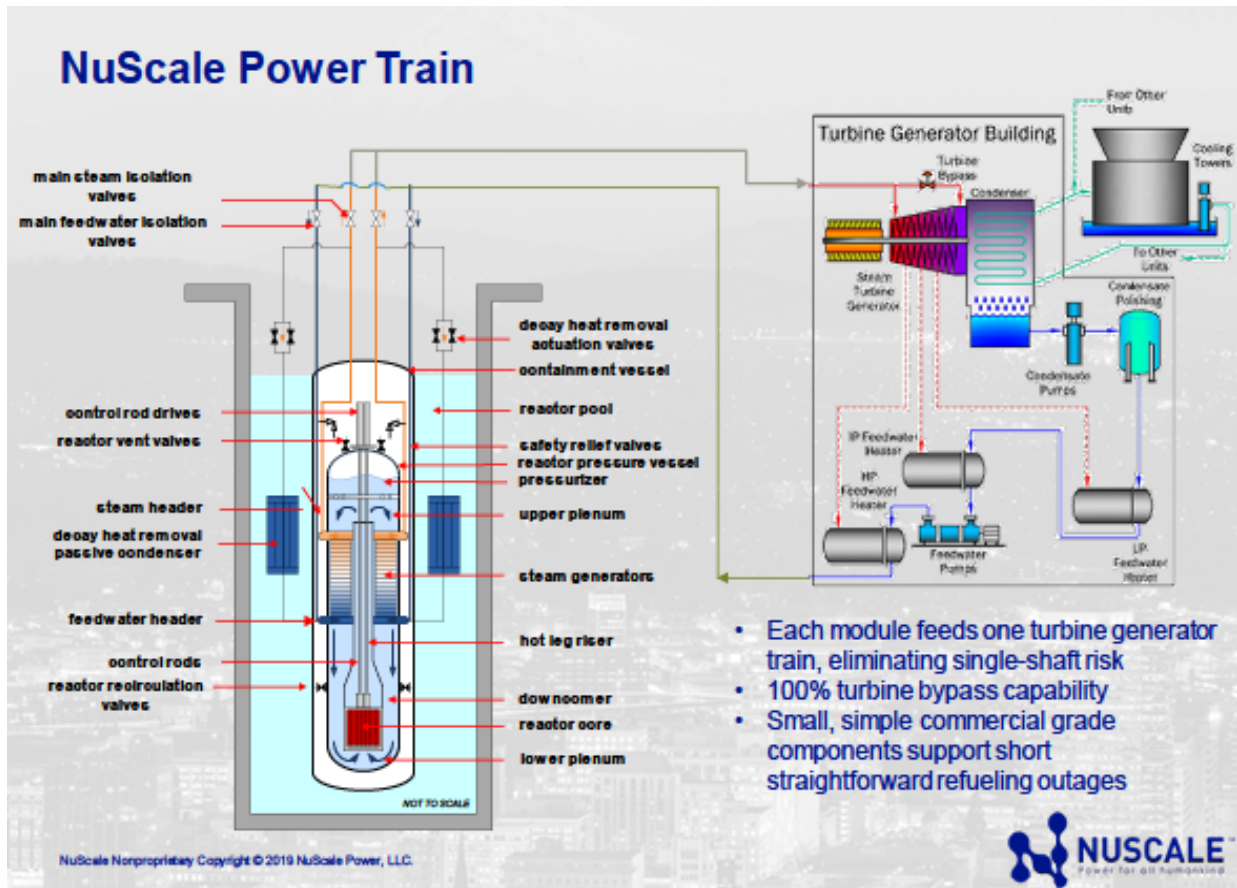 NuScale Power Train
main steam isolation
valves
main feedwater isolation
valves
control rod drives
reactor vent valves
steam header
decay heat removal
passive condenser
feedwater header
control rods
reactor recirculation
valves
decay heat removal
actuation valves
containment vessel
reactor pool
safety relief valves
reactor pressure vessel
pressurizer
upper plenum
steam generators
hot leg riser
downcomer
reactor core
lower plenum
NOT TO SCALE
Turbine Generator Building
Turbine
Bypass
Condenser
From Other
Units
Cooling
Towers
To Other
Units
Steam
Turbine
Generator
Condensate
Polishing
Condensate
Pumps
IP Feedwater
Heater
HP
Feedwater
Heater
Feedwater
Pumps
LP
Feedwater
Heater
• Each module feeds one turbine generator
train, eliminating single-shaft risk
• 100% turbine bypass capability
• Small, simple commercial grade
components support short
straightforward refueling outages
NuScale Nonproprietary Copyright © 2019 NuScale Power, LLC.
NUSCALE™
Power for all humankind